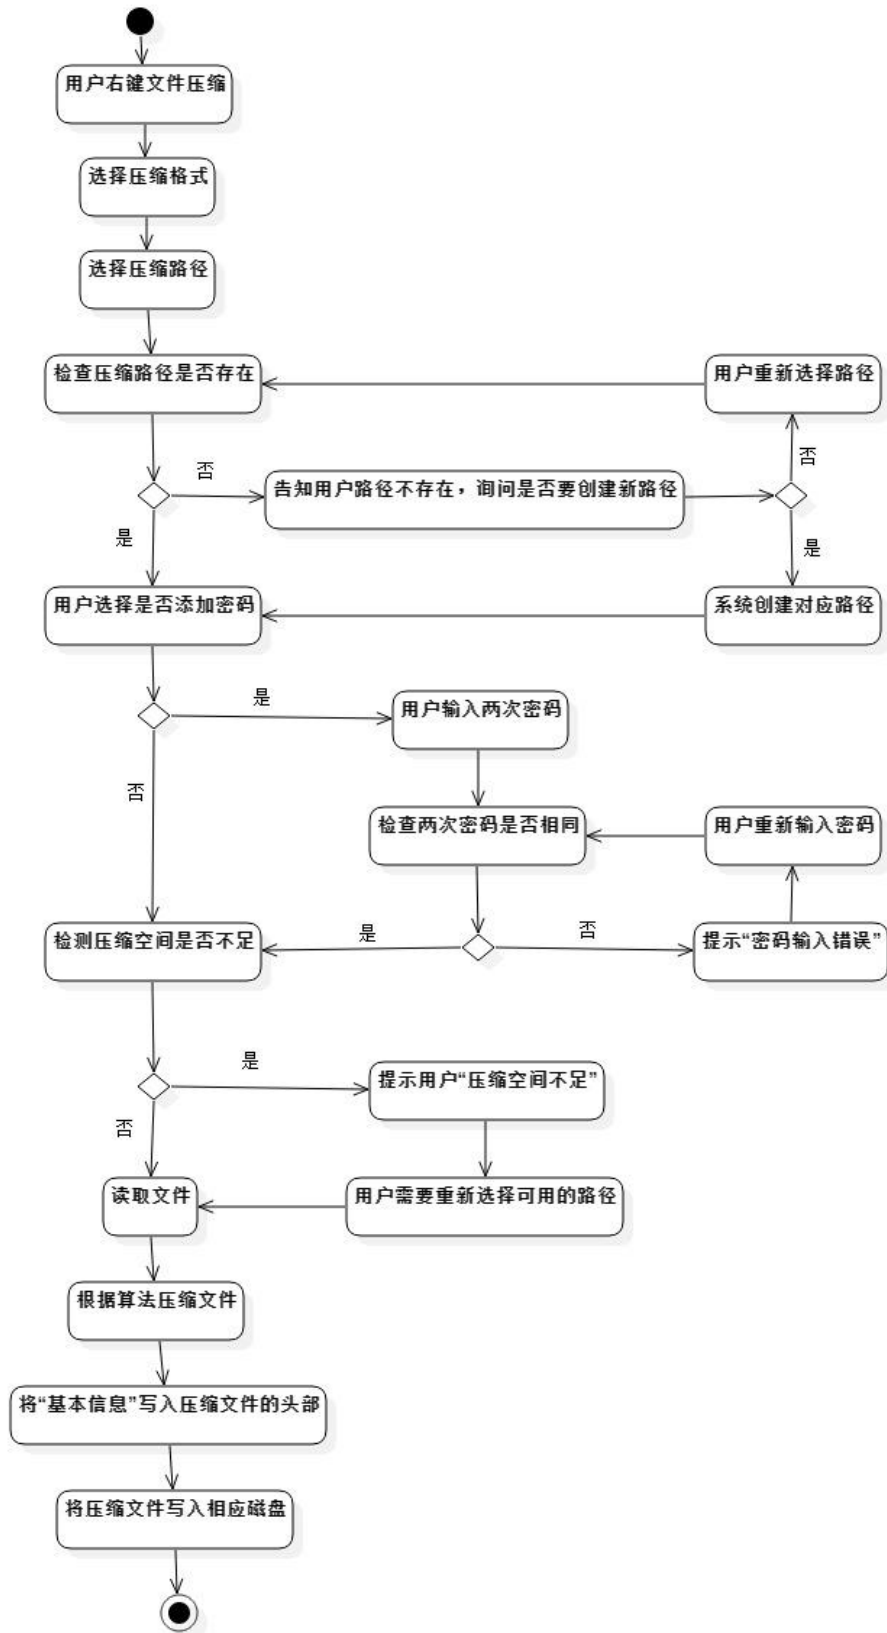 用户右键文件压缩
选择压缩格式
选择压缩路径
检查压缩路径是否存在
用户重新选择路径
否
否
告知用户路径不存在，询问是否要创建新路径
是
是
用户选择是否添加密码
系统创建对应路径
是
用户输入两次密码
否
检查两次密码是否相同
用户重新输入密码
是
否
检测压缩空间是否不足
提示“密码输入错误”
是
提示用户“压缩空间不足”
否
读取文件
用户需要重新选择可用的路径
根据算法压缩文件
将“基本信息”写入压缩文件的头部
将压缩文件写入相应磁盘